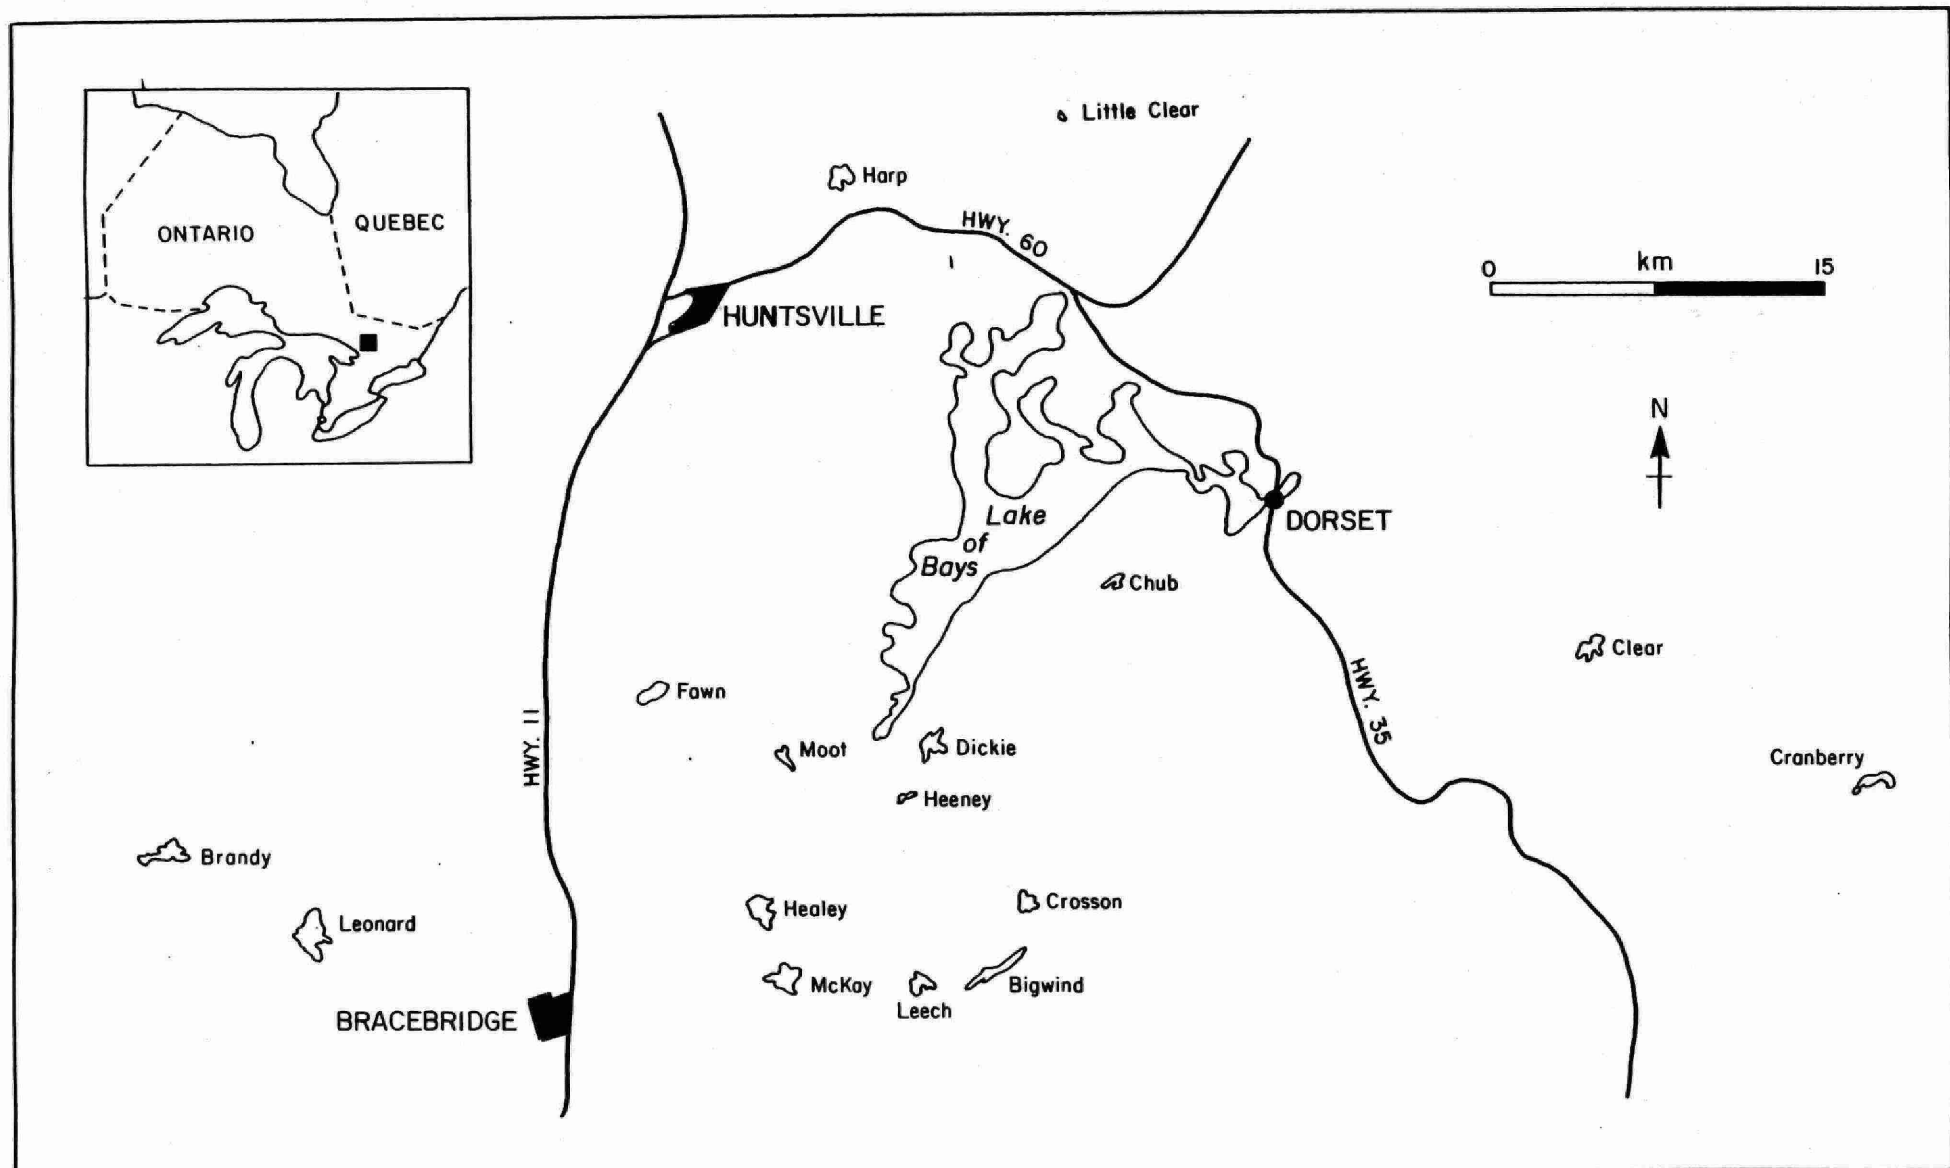 Little Clear
Harp
HWY. 60
QUEBEC
ONTARIO
km
0 15
HUNTSVILLE
N
Lake
of
Bays
DORSET
Chub
Clear
HWY. 35
Fawn
HWY. 11
Moot
Dickie
Cranberry
Heeney
Brandy
Healey
Crosson
Leonard
McKay
Bigwind
Leech
BRACEBRIDGE